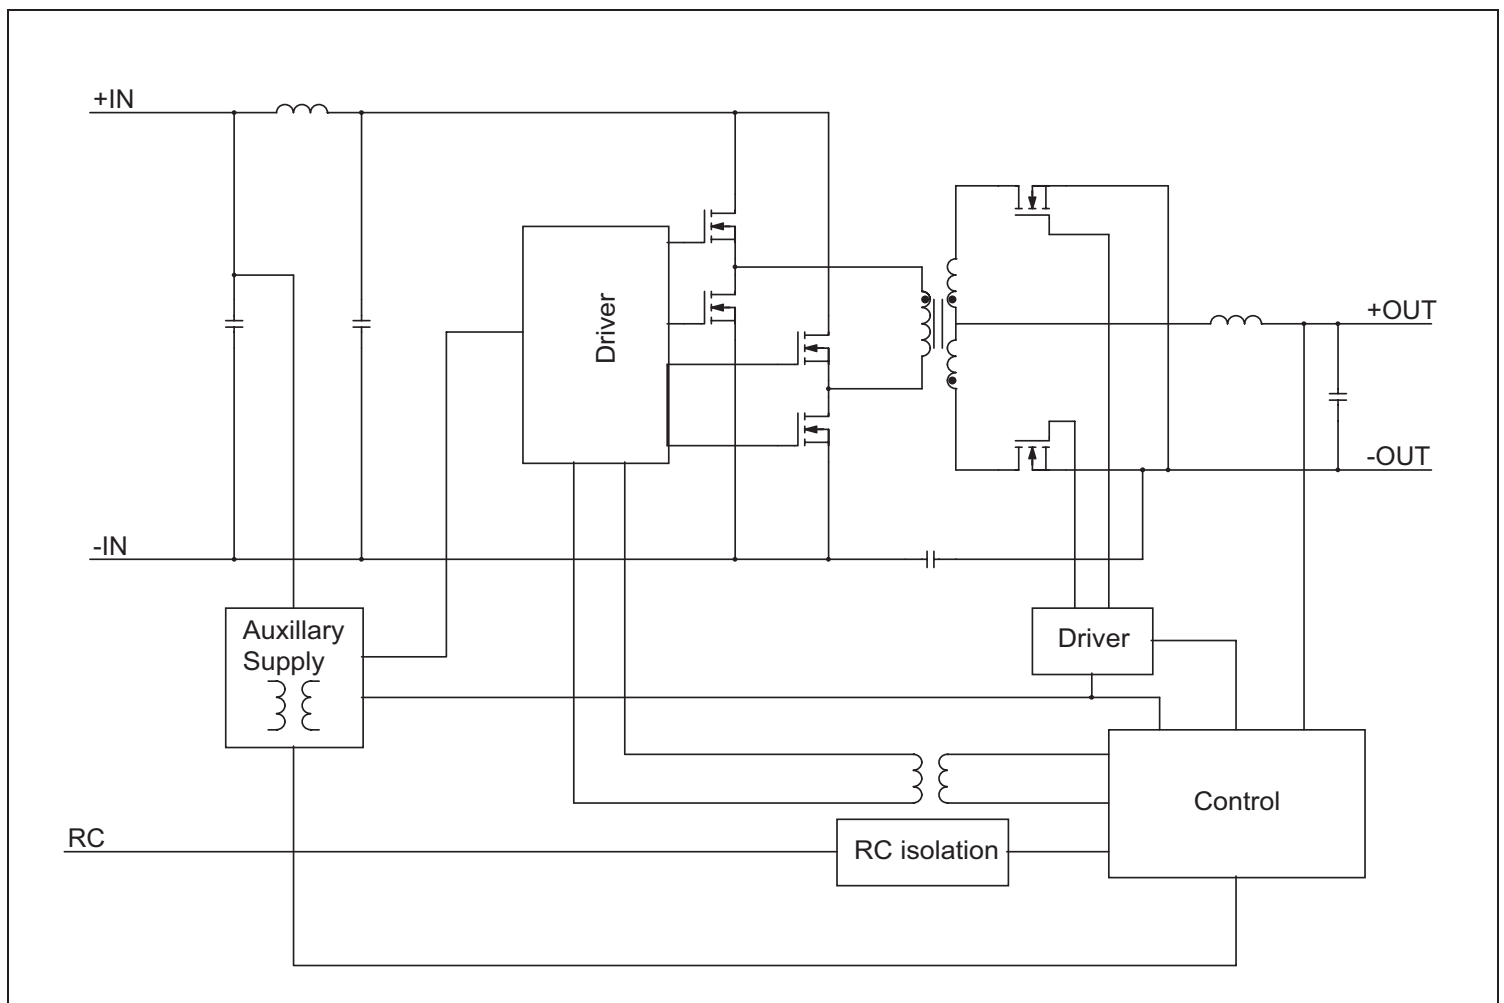 +IN
Driver
+OUT
-OUT
-IN
Auxillary
Supply
Driver
Control
RC
RC isolation